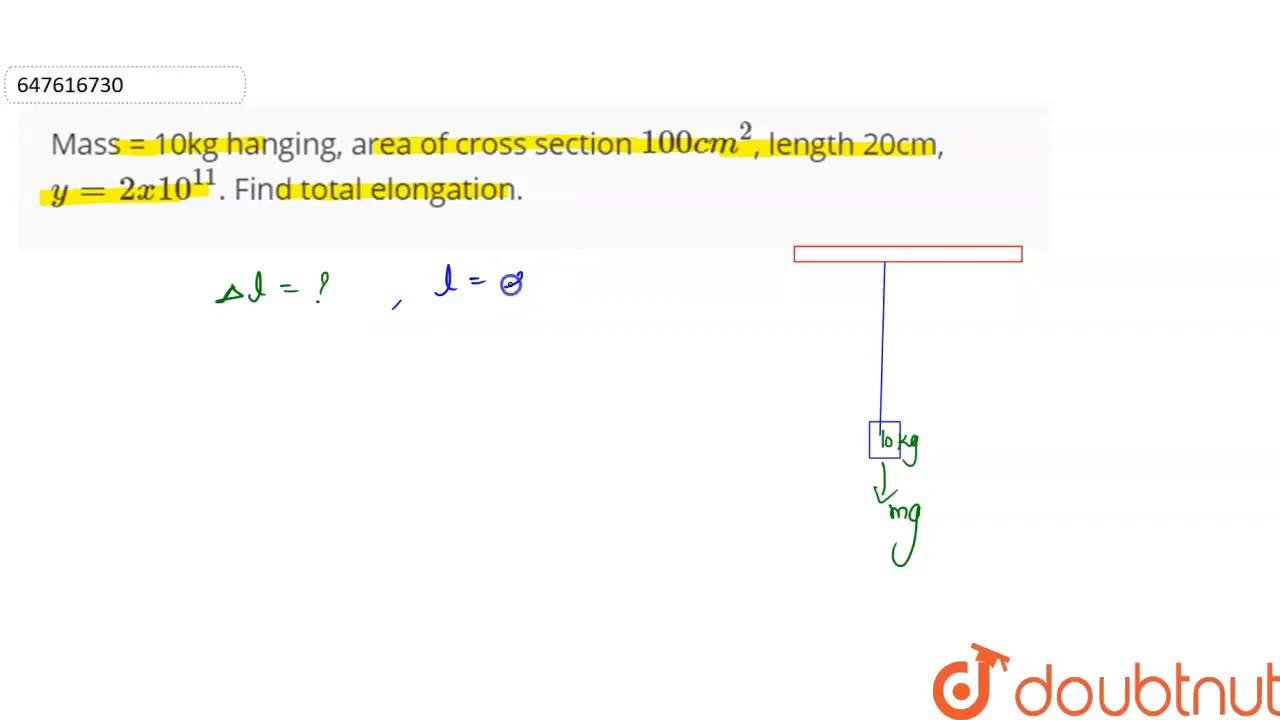 647616730
Mass = 10kg hanging, area of cross section 100cm², length 20cm,
y = 2x10¹¹. Find total elongation.
Δl = ? , l =
10kg
mg
doubtnut